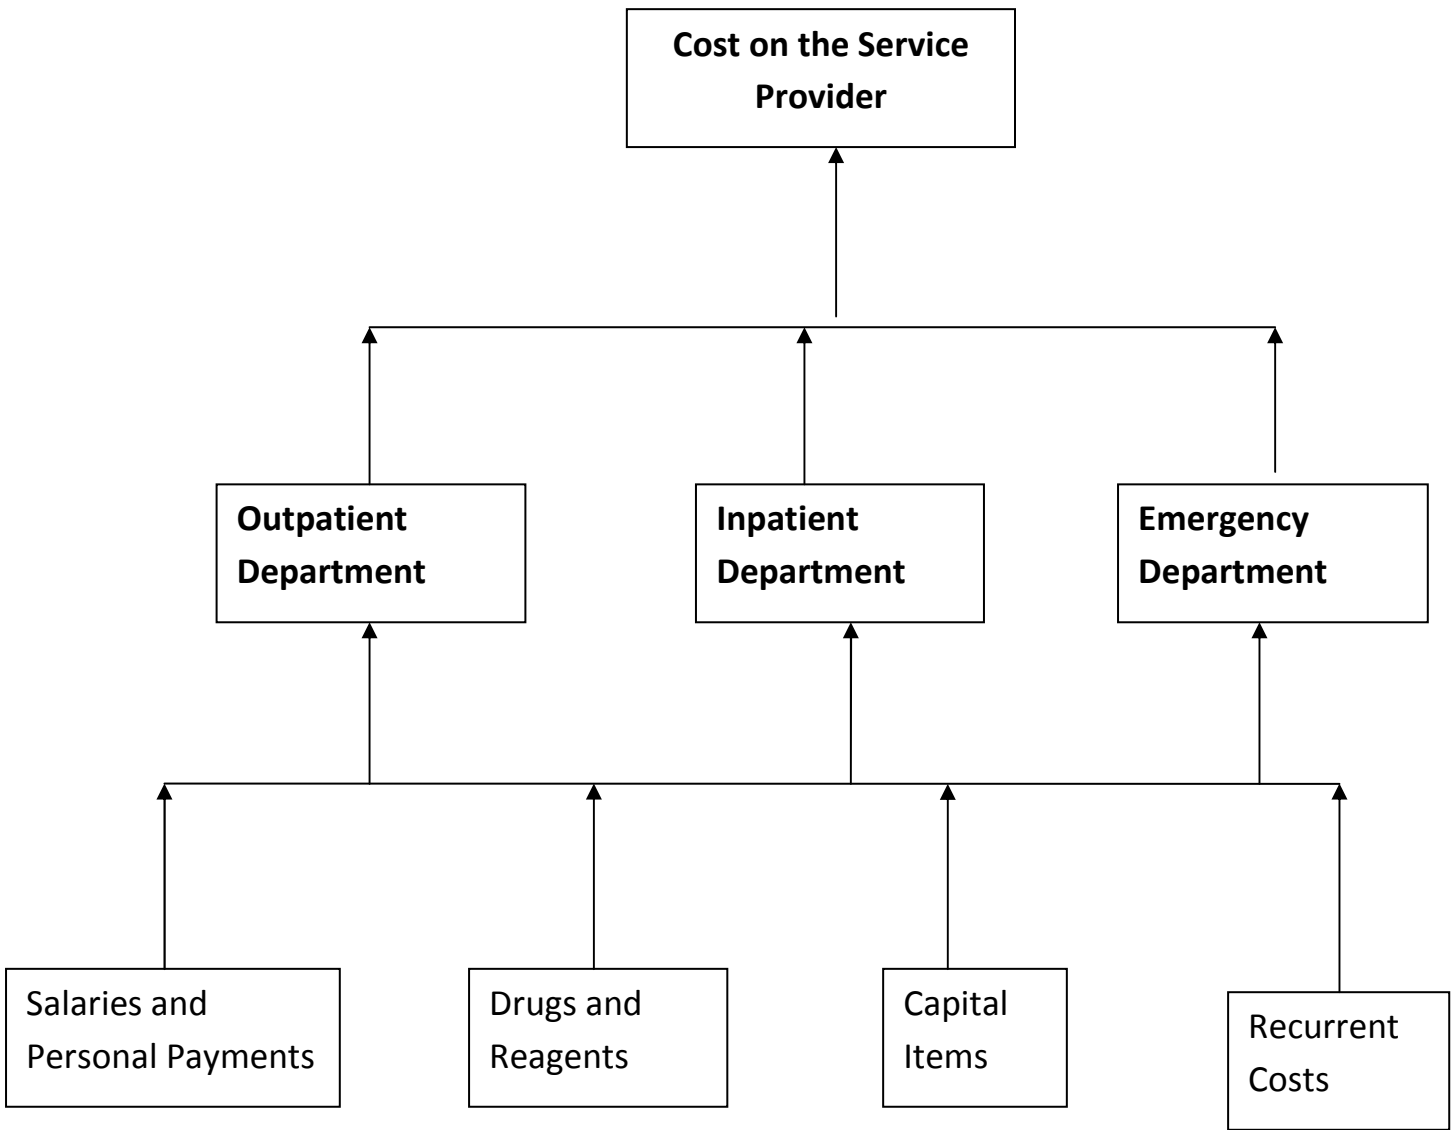 Cost on the Service
Provider
Outpatient
Department
Inpatient
Department
Emergency
Department
Salaries and
Personal Payments
Drugs and
Reagents
Capital
Items
Recurrent
Costs